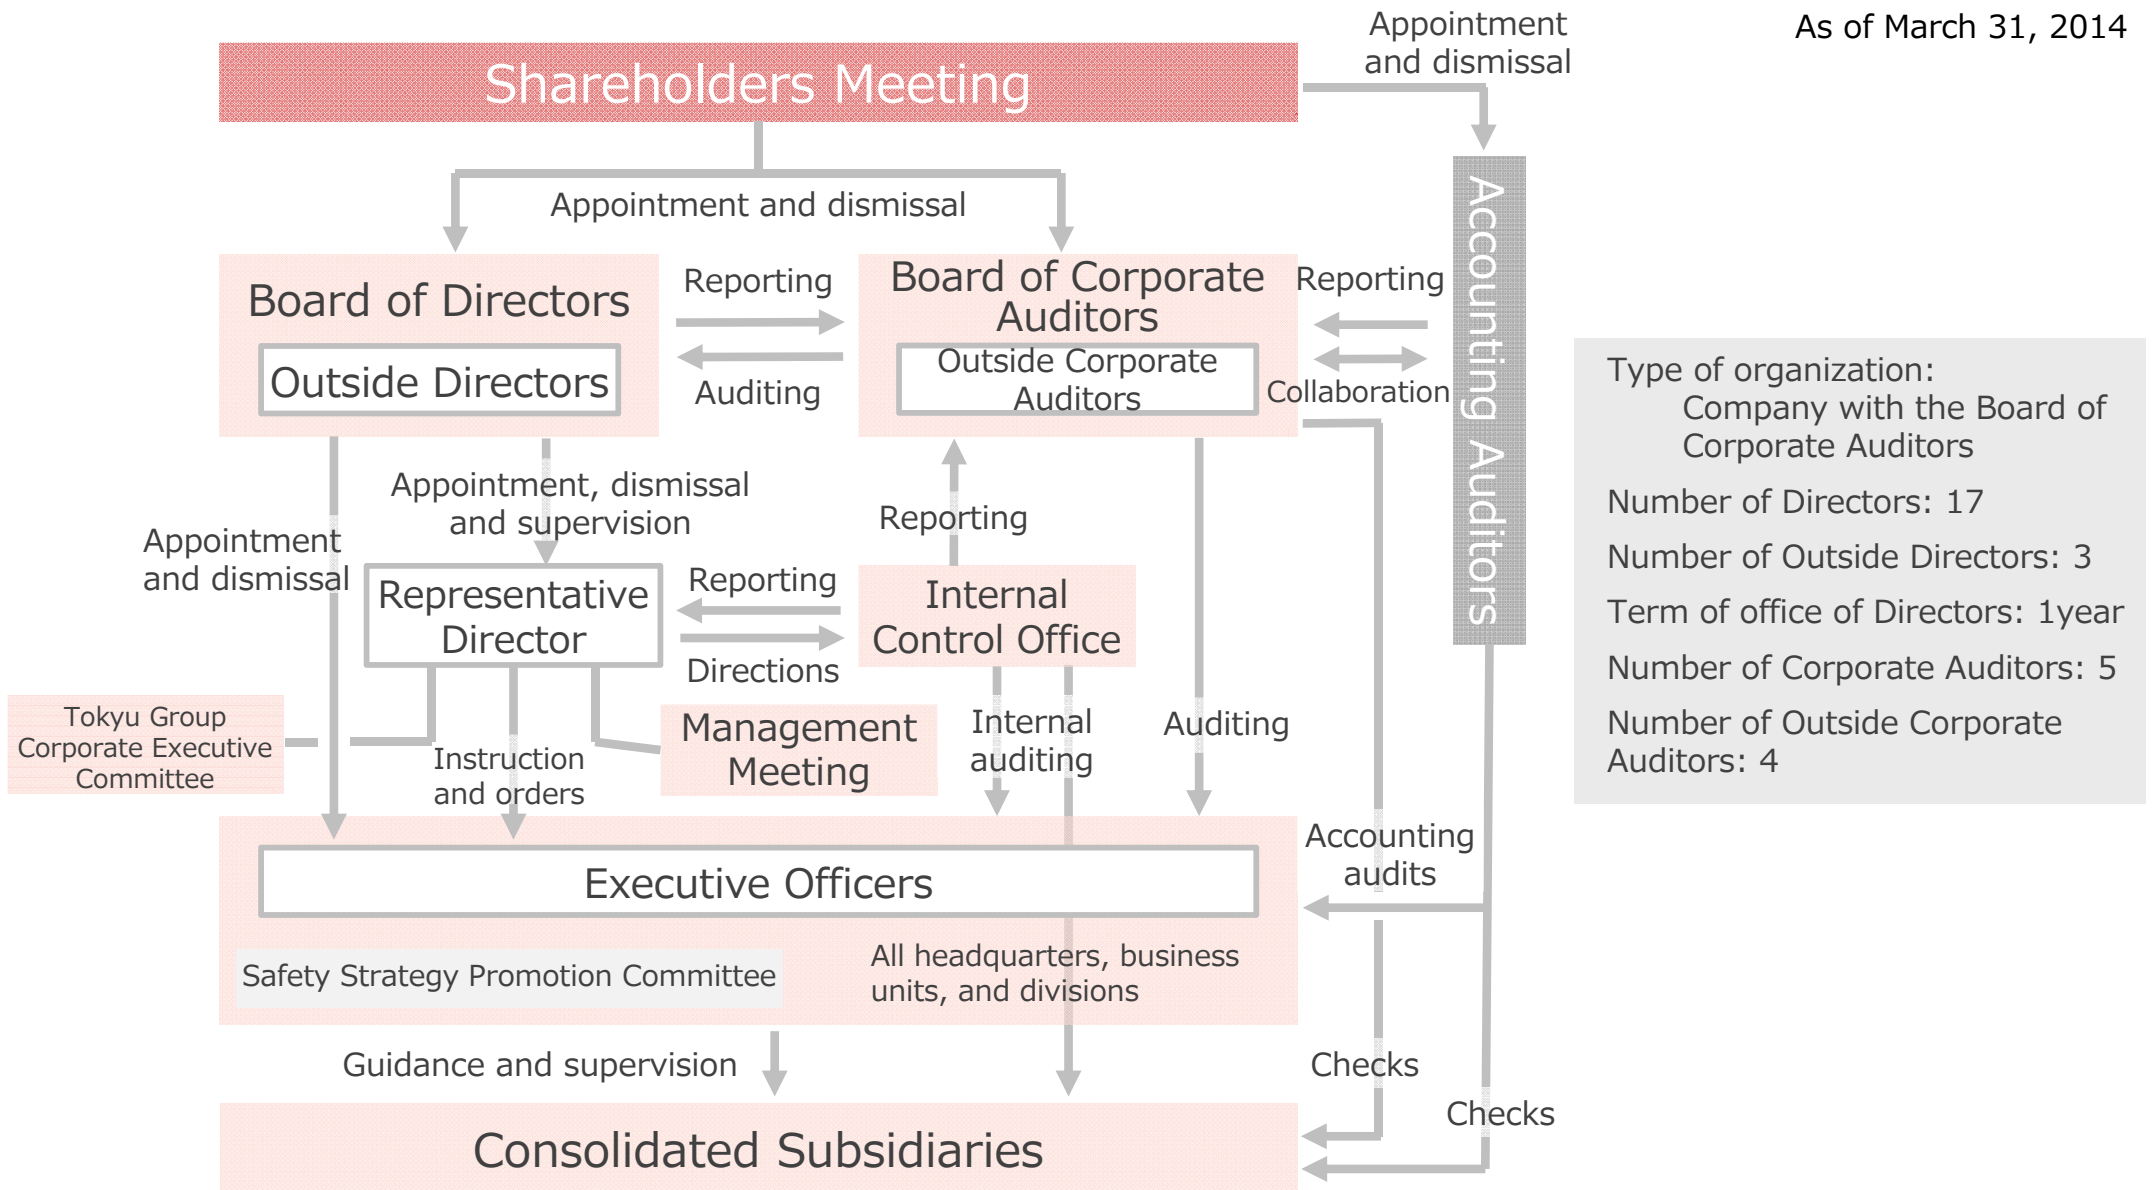 Appointment
and dismissal
As of March 31, 2014
Shareholders Meeting
Appointment and dismissal
Accounting Auditors
Board of Directors
Outside Directors
Reporting
Auditing
Board of Corporate
Auditors
Outside Corporate
Auditors
Reporting
Collaboration
Type of organization:
Company with the Board of
Corporate Auditors
Number of Directors: 17
Number of Outside Directors: 3
Term of office of Directors: 1year
Number of Corporate Auditors: 5
Number of Outside Corporate
Auditors: 4
Appointment, dismissal
and supervision
Appointment
and dismissal
Reporting
Representative
Director
Reporting
Directions
Internal
Control Office
Tokyu Group
Corporate Executive
Committee
Instruction
and orders
Management
Meeting
Internal
auditing
Auditing
Executive Officers
Accounting
audits
Safety Strategy Promotion Committee
All headquarters, business
units, and divisions
Guidance and supervision
Checks
Checks
Consolidated Subsidiaries